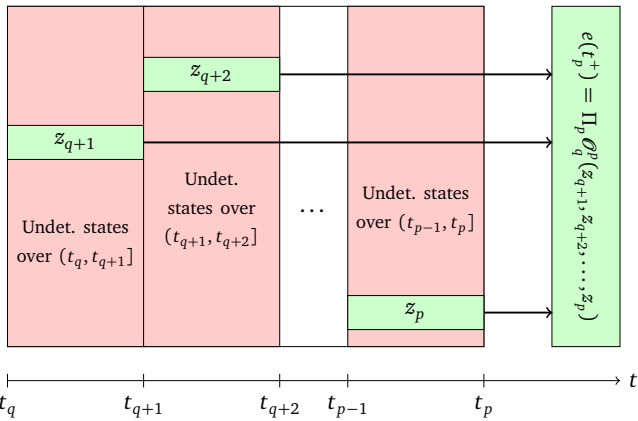 z_{q+2}
z_{q+1}
Undet. states
over (t_q, t_{q+1}]
Undet.
states over
(t_{q+1}, t_{q+2}]
...
Undet. states
over (t_{p−1}, t_p]
z_p
e(t_p^+) = Π_p 𝒪_q^p(z_{q+1}, z_{q+2}, ..., z_p)
t
t_q
t_{q+1}
t_{q+2}
t_{p−1}
t_p